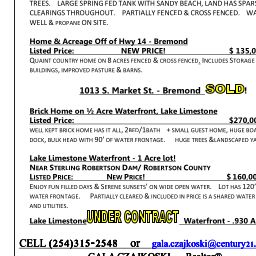 TREES. LARGE SPRING FED TANK WITH SANDY BEACH, LAND HAS SPARS
CLEARINGS THROUGHOUT. PARTIALLY FENCED & CROSS FENCED. WA
WELL & PROPANE ON SITE.
Home & Acreage Off of Hwy 14 - Bremond
Listed Price: NEW PRICE! $ 135,0
QUAINT COUNTRY HOME ON 8 ACRES FENCED & CROSS FENCED, INCLUDES STORAGE
BUILDINGS, IMPROVED PASTURE & BARNS.
1013 S. Market St. - Bremond SOLD!
Brick Home on ½ Acre Waterfront, Lake Limestone
Listed Price: $270,00
WELL KEPT BRICK HOME HAS IT ALL, 2BED/1BATH + SMALL GUEST HOME, HUGE BOA
DOCK, BULK HEAD WITH 90' OF WATER FRONTAGE. HUGE TREES &LANDSCAPED YA
Lake Limestone Waterfront - 1 Acre lot!
NEAR STERLING ROBERTSON DAM/ ROBERTSON COUNTY
LISTED PRICE: NEW PRICE! $ 160,00
ENJOY FUN FILLED DAYS & SERENE SUNSETS' ON WIDE OPEN WATER. LOT HAS 120'
WATER FRONTAGE. PARTIALLY CLEARED & INCLUDED IN PRICE IS A SHARED WATER
AND UTILITIES.
Lake Limestone UNDER CONTRACT Waterfront - .930 A
CELL (254)315-2548 or gala.czajkoski@century21.
GALA CZAJKOSKI Realtor®